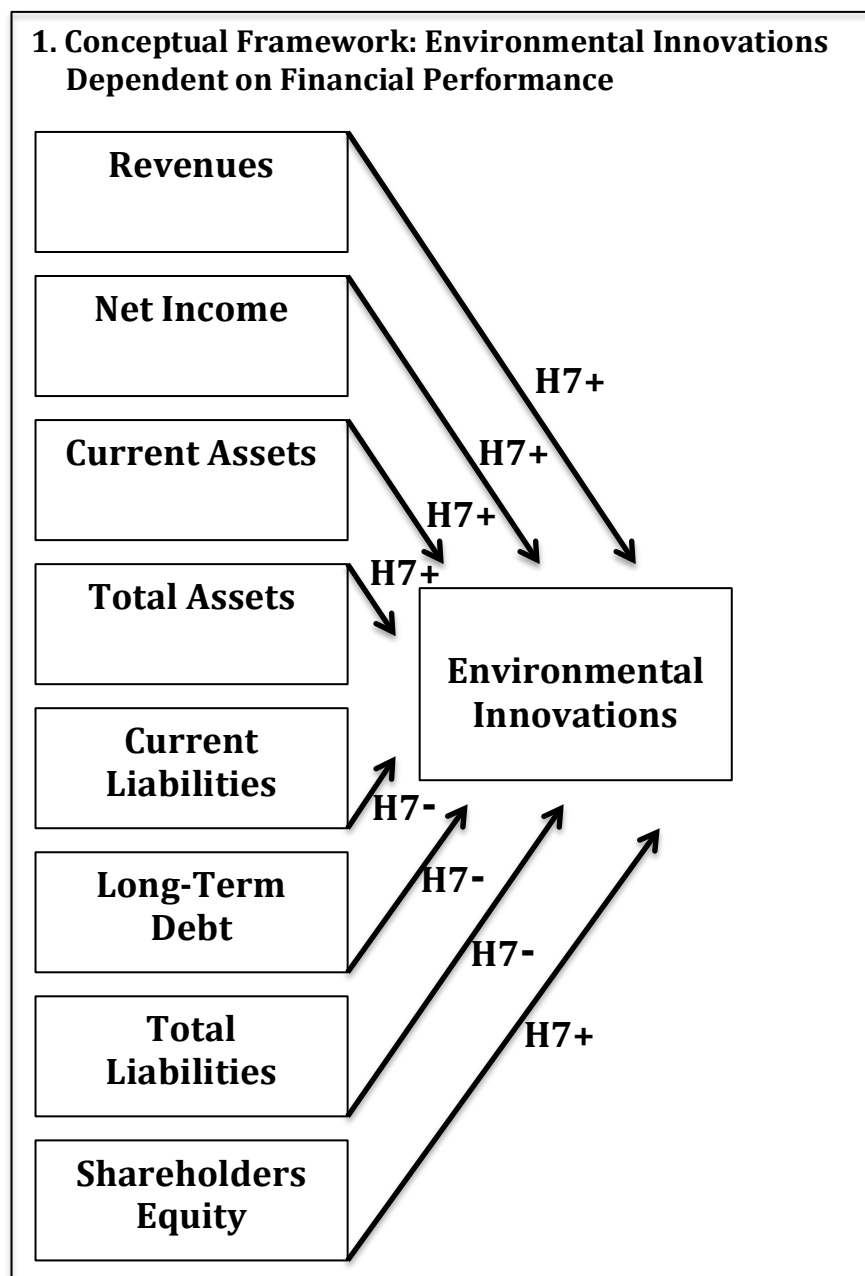 1. Conceptual Framework: Environmental Innovations
Dependent on Financial Performance
Revenues
H7+
Net Income
H7+
Current Assets
H7+
H7+
Total Assets
Environmental
Innovations
Current
Liabilities
H7-
Long-Term
Debt
H7-
H7-
Total
Liabilities
H7+
Shareholders
Equity